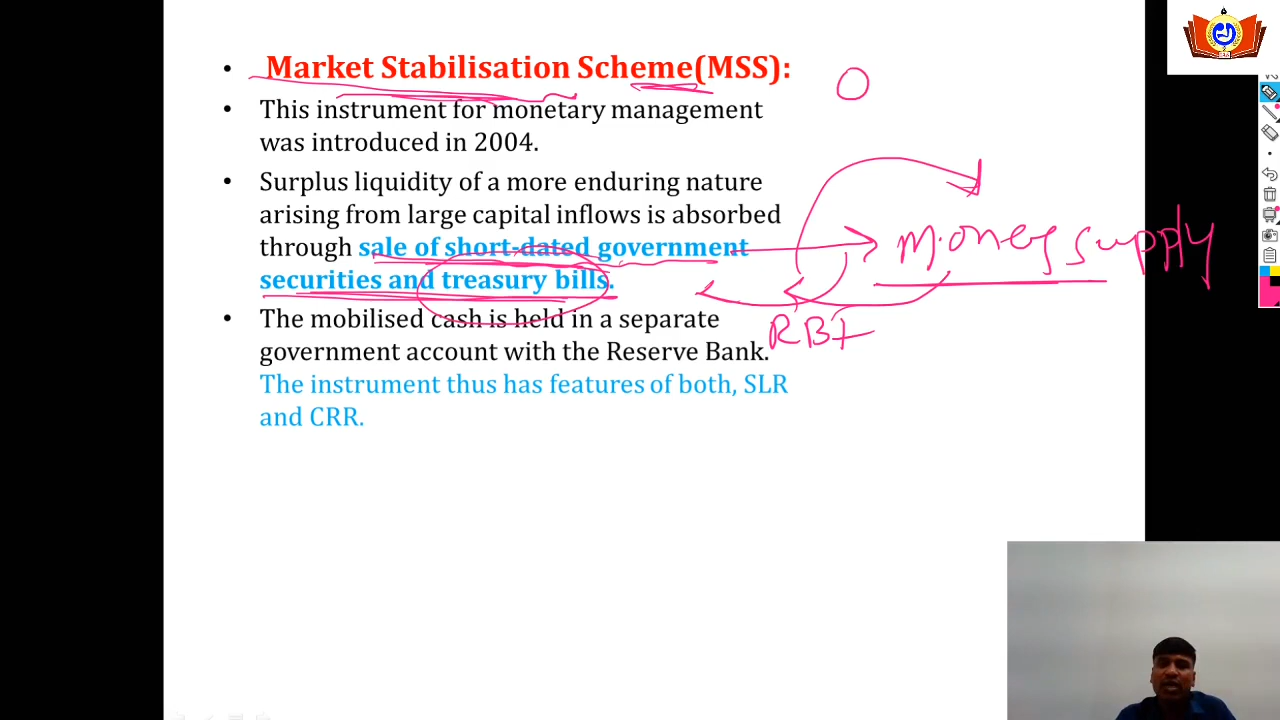 • Market Stabilisation Scheme(MSS):
• This instrument for monetary management
was introduced in 2004.
• Surplus liquidity of a more enduring nature
arising from large capital inflows is absorbed
through sale of short-dated government
securities and treasury bills.
• The mobilised cash is held in a separate
government account with the Reserve Bank.
The instrument thus has features of both, SLR
and CRR.
Money supply
RBI